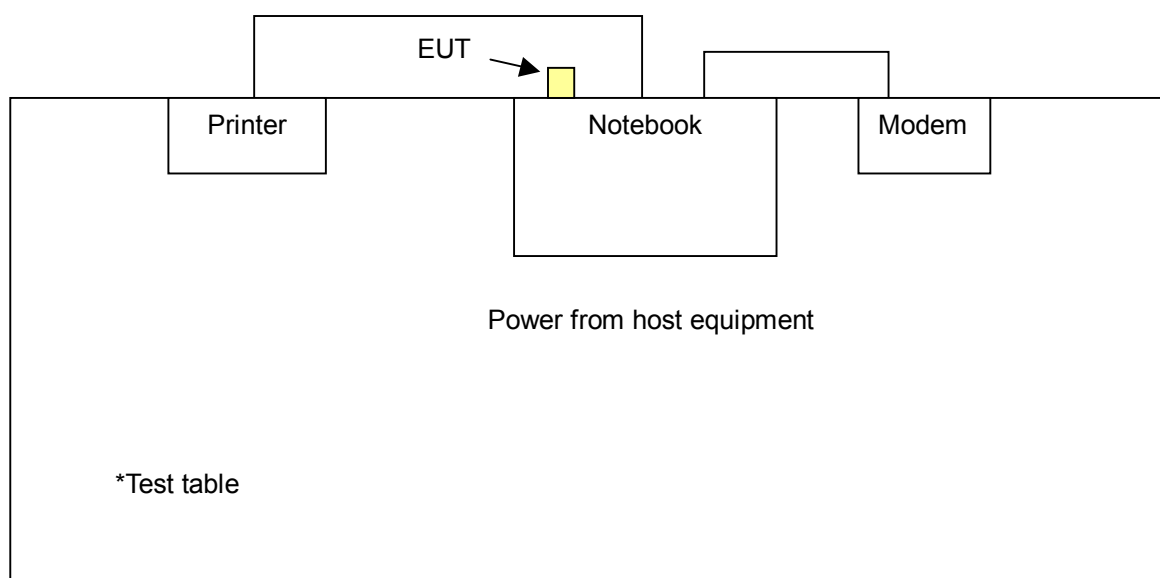 EUT
Printer
Notebook
Modem
Power from host equipment
*Test table